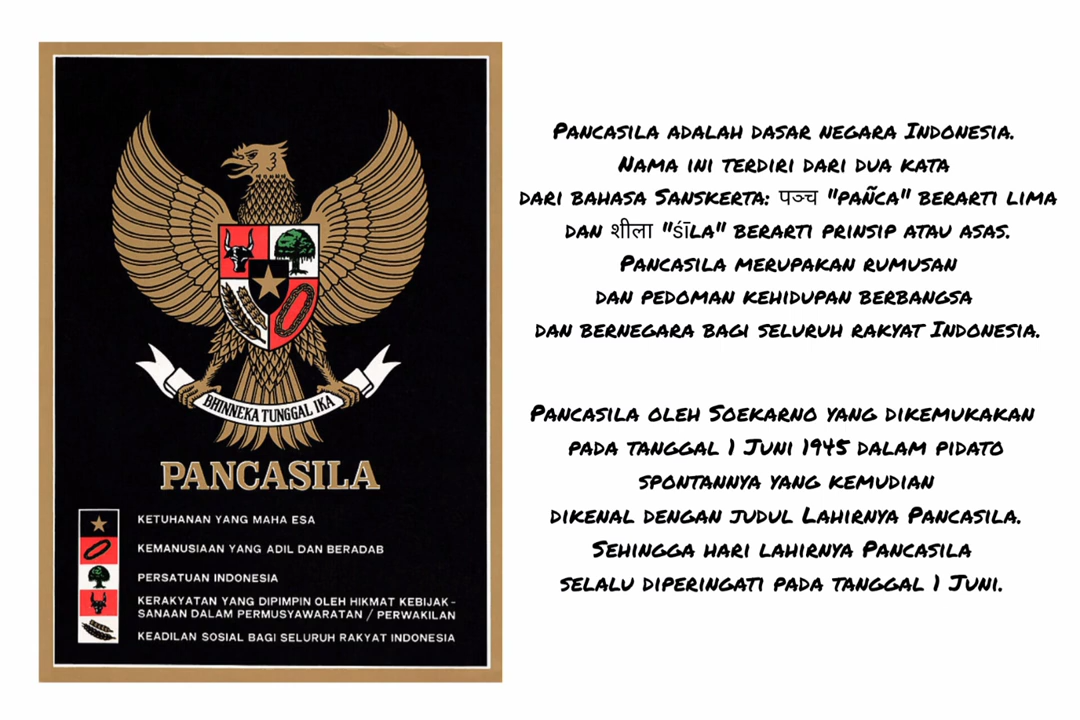 BHINNEKA TUNGGAL IKA
PANCASILA
KETUHANAN YANG MAHA ESA
KEMANUSIAAN YANG ADIL DAN BERADAB
PERSATUAN INDONESIA
KERAKYATAN YANG DIPIMPIN OLEH HIKMAT KEBIJAK-
SANAAN DALAM PERMUSYAWARATAN / PERWAKILAN
KEADILAN SOSIAL BAGI SELURUH RAKYAT INDONESIA
Pancasila adalah dasar negara Indonesia.
Nama ini terdiri dari dua kata
dari bahasa Sanskerta: पञ्च "pañca" berarti lima
dan शीला "śīla" berarti prinsip atau asas.
Pancasila merupakan rumusan
dan pedoman kehidupan berbangsa
dan bernegara bagi seluruh rakyat Indonesia.
Pancasila oleh Soekarno yang dikemukakan
pada tanggal 1 Juni 1945 dalam pidato
spontannya yang kemudian
dikenal dengan judul Lahirnya Pancasila.
Sehingga hari lahirnya Pancasila
selalu diperingati pada tanggal 1 Juni.